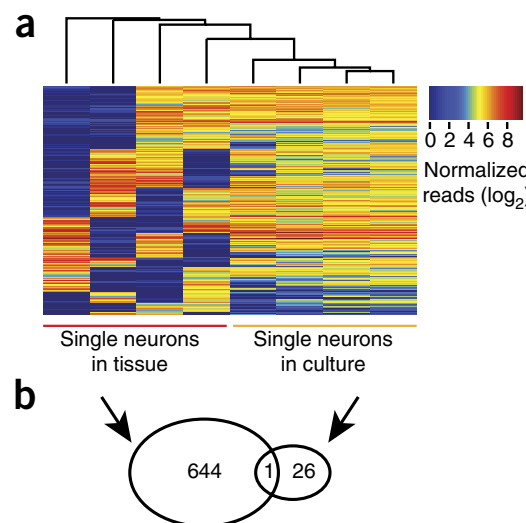 a
0 2 4 6 8
Normalized
reads (log2)
Single neurons
in tissue
Single neurons
in culture
b
644
1
26